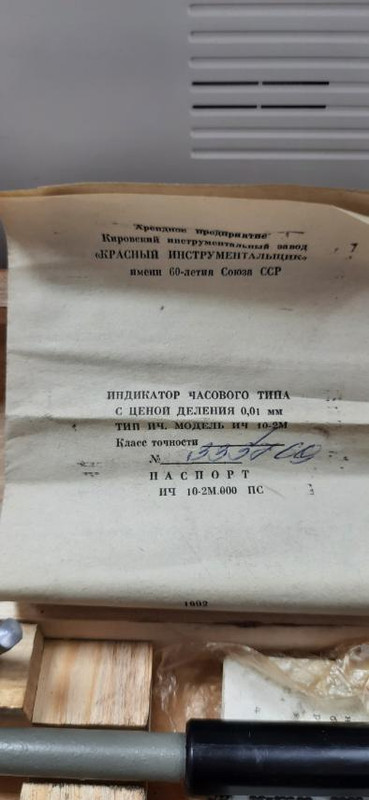 Арендное предприятие
Кировский инструментальный завод
«КРАСНЫЙ ИНСТРУМЕНТАЛЬЩИК»
имени 60-летия Союза ССР
ИНДИКАТОР ЧАСОВОГО ТИПА
С ЦЕНОЙ ДЕЛЕНИЯ 0,01 мм
ТИП ИЧ. МОДЕЛЬ ИЧ 10-2М
Класс точности
№
ПАСПОРТ
ИЧ 10-2М.000 ПС
1992